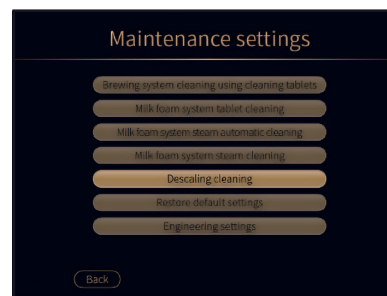 Maintenance settings
Brewing system cleaning using cleaning tablets
Milk foam system tablet cleaning
Milk foam system steam automatic cleaning
Milk foam system steam cleaning
Descaling cleaning
Restore default settings
Engineering settings
Back